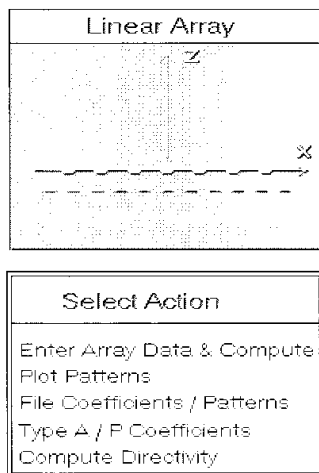 Linear Array
Z
X
Select Action
Enter Array Data & Compute
Plot Patterns
File Coefficients / Patterns
Type A / P Coefficients
Compute Directivity